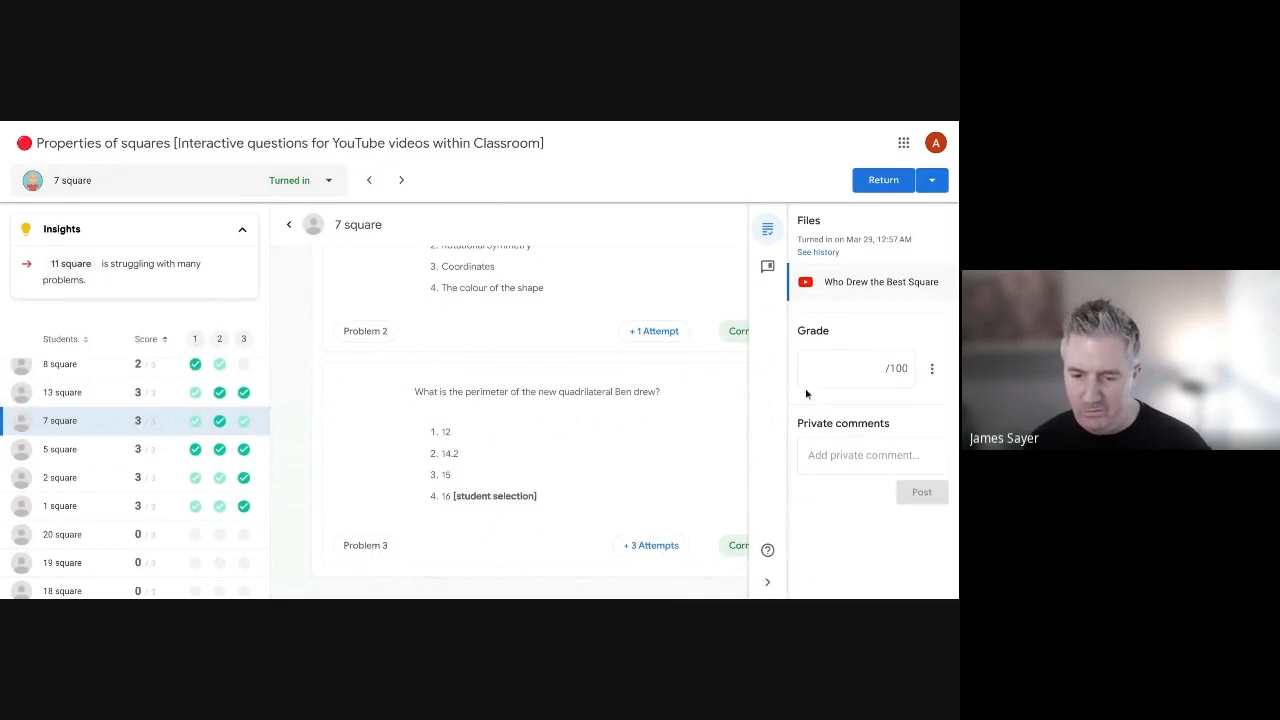 Properties of squares [Interactive questions for YouTube videos within Classroom]
A
7 square
Turned in
Return
Insights
11 square is struggling with many
problems.
Students
Score
1
2
3
8 square
2 / 3
13 square
3 / 3
7 square
3 / 3
5 square
3 / 3
2 square
3 / 3
1 square
3 / 3
20 square
0 / 3
19 square
0 / 3
18 square
0 / 3
7 square
2. Rotational Symmetry
3. Coordinates
4. The colour of the shape
Problem 2
+ 1 Attempt
Corr
What is the perimeter of the new quadrilateral Ben drew?
1. 12
2. 14.2
3. 15
4. 16 [student selection]
Problem 3
+ 3 Attempts
Corr
Files
Turned in on Mar 29, 12:57 AM
See history
Who Drew the Best Square
Grade
/100
Private comments
Add private comment…
Post
James Sayer